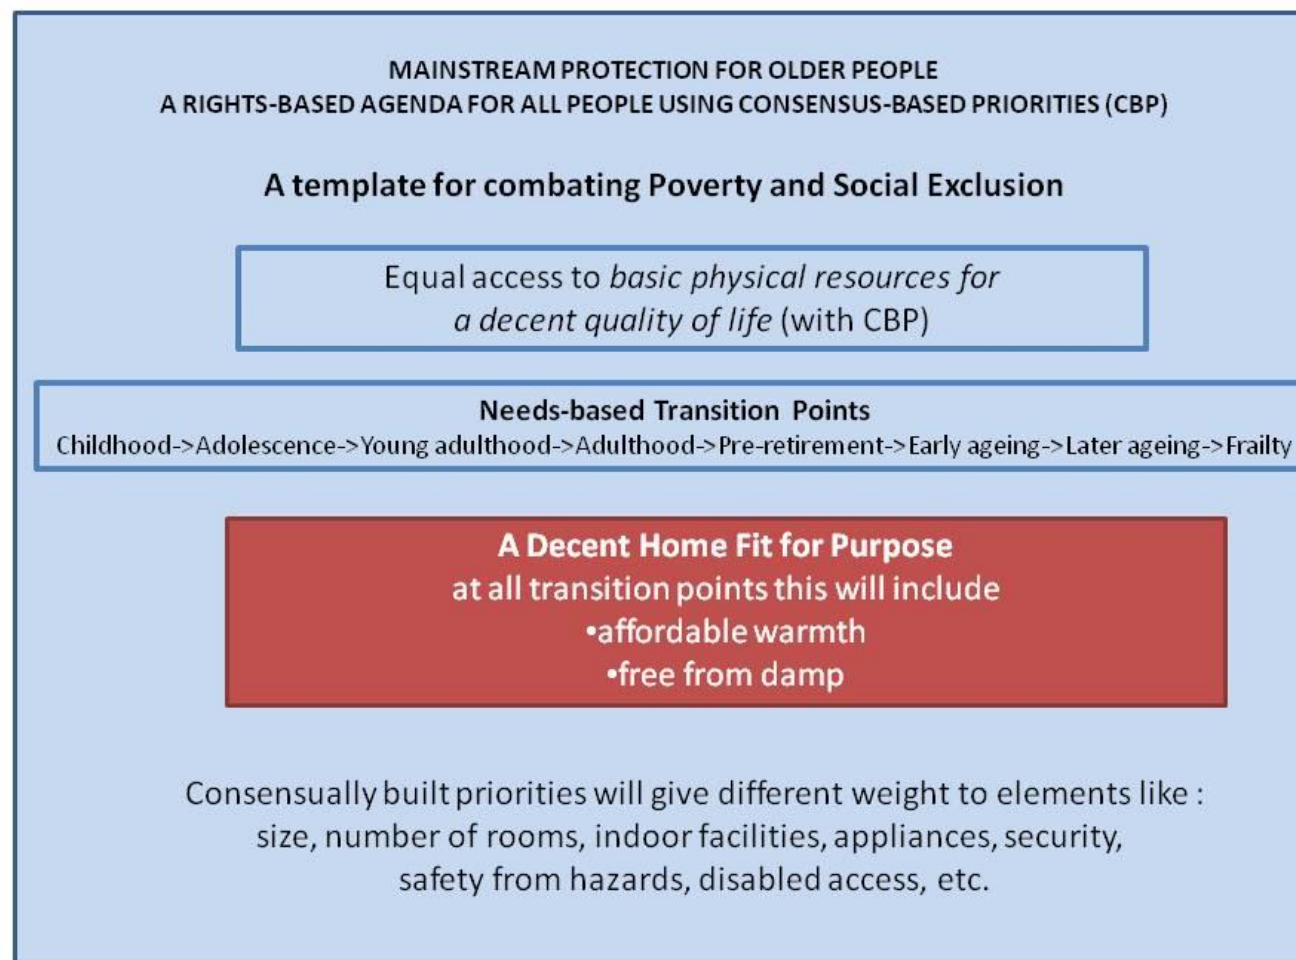 MAINSTREAM PROTECTION FOR OLDER PEOPLE
A RIGHTS-BASED AGENDA FOR ALL PEOPLE USING CONSENSUS-BASED PRIORITIES (CBP)
A template for combating Poverty and Social Exclusion
Equal access to basic physical resources for
a decent quality of life (with CBP)
Needs-based Transition Points
Childhood->Adolescence->Young adulthood->Adulthood->Pre-retirement->Early ageing->Later ageing->Frailty
A Decent Home Fit for Purpose
at all transition points this will include
•affordable warmth
•free from damp
Consensually built priorities will give different weight to elements like :
size, number of rooms, indoor facilities, appliances, security,
safety from hazards, disabled access, etc.